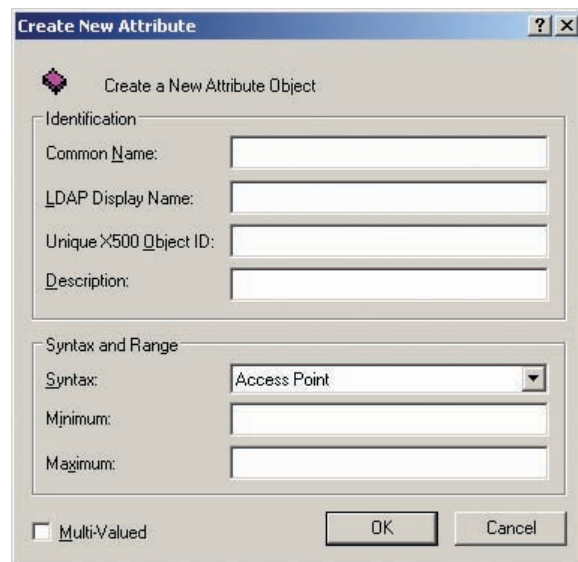 Create New Attribute
Create a New Attribute Object
Identification
Common Name:
LDAP Display Name:
Unique X500 Object ID:
Description:
Syntax and Range
Syntax: Access Point
Minimum:
Maximum:
Multi-Valued OK Cancel